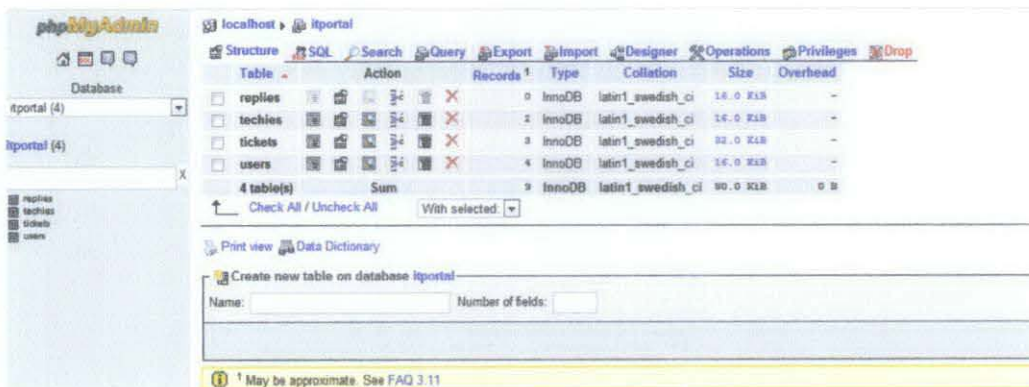 phpMyAdmin
Database
itportal (4)
itportal (4)
X
replies
techies
tickets
users
localhost ▸ itportal
Structure SQL Search Query Export Import Designer Operations Privileges Drop
Table Action Records 1 Type Collation Size Overhead
replies 0 InnoDB latin1_swedish_ci 16.0 KiB -
techies 2 InnoDB latin1_swedish_ci 16.0 KiB -
tickets 3 InnoDB latin1_swedish_ci 32.0 KiB -
users 4 InnoDB latin1_swedish_ci 16.0 KiB -
4 table(s) Sum 9 InnoDB latin1_swedish_ci 80.0 KiB 0 B
Check All / Uncheck All With selected:
Print view Data Dictionary
Create new table on database itportal
Name: Number of fields:
1 May be approximate. See FAQ 3.11